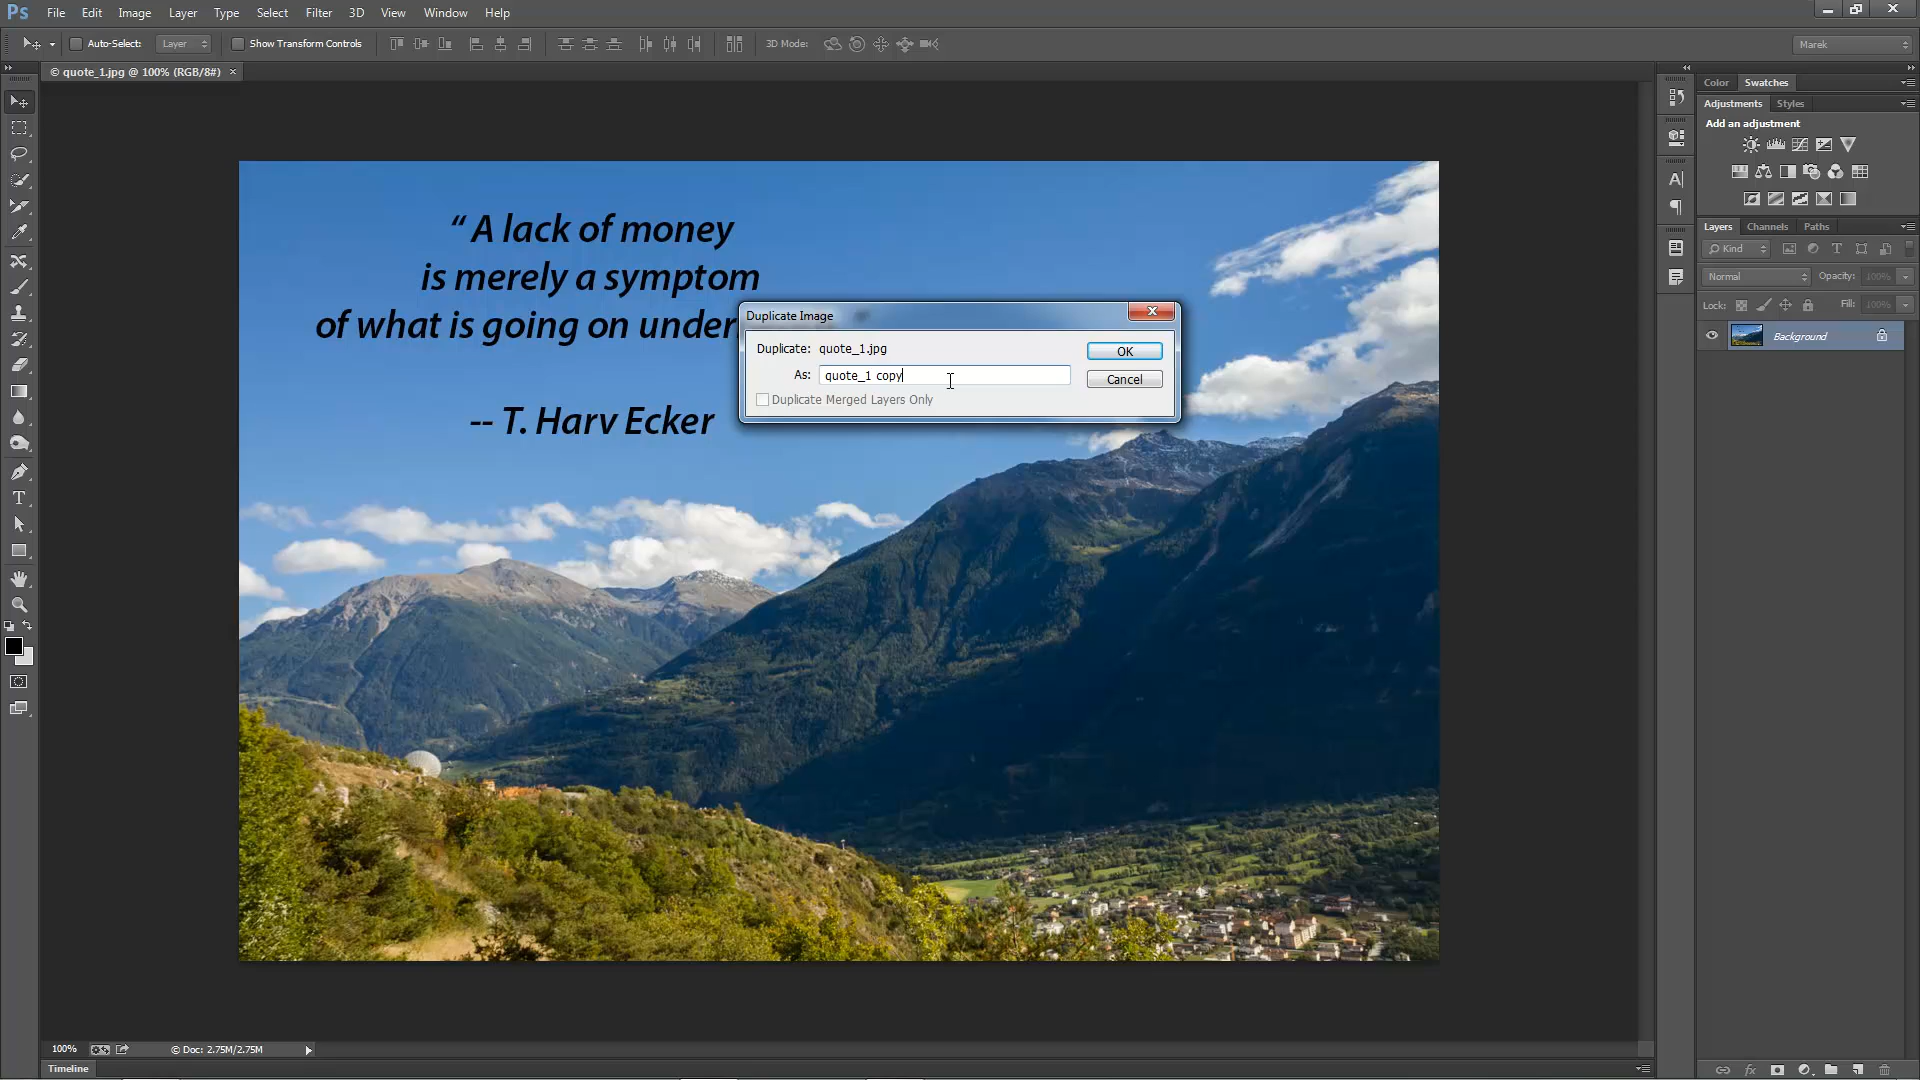 Ps File Edit Image Layer Type Select Filter 3D View Window Help
Auto-Select: Layer Show Transform Controls 3D Mode: Marek
© quote_1.jpg @ 100% (RGB/8#) ×
Color Swatches
Adjustments Styles
Add an adjustment
Layers Channels Paths
Kind
Normal Opacity: 100%
Lock: Fill: 100%
Background
“ A lack of money
is merely a symptom
of what is going on under
-- T. Harv Ecker
Duplicate Image
Duplicate: quote_1.jpg
OK
As: quote_1 copy
Cancel
Duplicate Merged Layers Only
100% © Doc: 2.75M/2.75M
Timeline